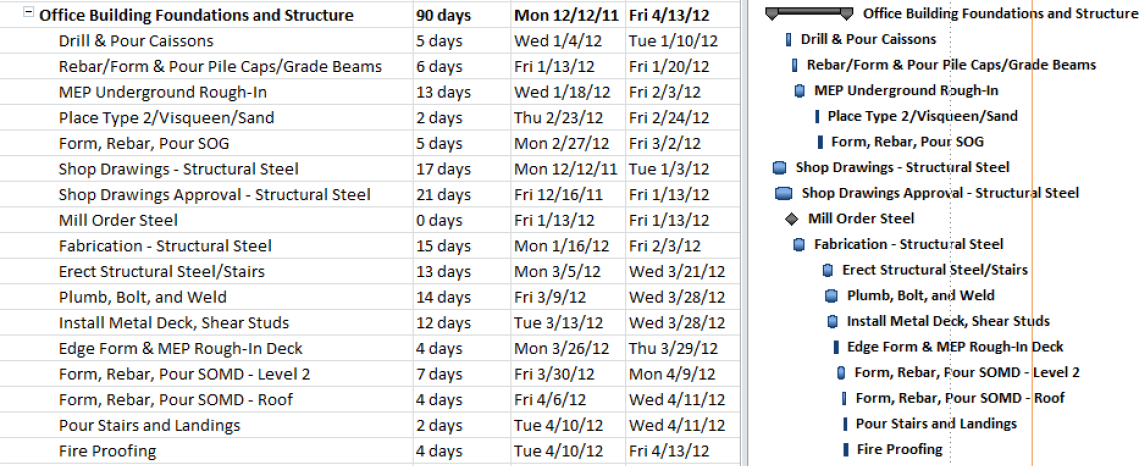 Office Building Foundations and Structure 90 days Mon 12/12/11 Fri 4/13/12 Office Building Foundations and Structure
Drill & Pour Caissons 5 days Wed 1/4/12 Tue 1/10/12 Drill & Pour Caissons
Rebar/Form & Pour Pile Caps/Grade Beams 6 days Fri 1/13/12 Fri 1/20/12 Rebar/Form & Pour Pile Caps/Grade Beams
MEP Underground Rough-In 13 days Wed 1/18/12 Fri 2/3/12 MEP Underground Rough-In
Place Type 2/Visqueen/Sand 2 days Thu 2/23/12 Fri 2/24/12 Place Type 2/Visqueen/Sand
Form, Rebar, Pour SOG 5 days Mon 2/27/12 Fri 3/2/12 Form, Rebar, Pour SOG
Shop Drawings - Structural Steel 17 days Mon 12/12/11 Tue 1/3/12 Shop Drawings - Structural Steel
Shop Drawings Approval - Structural Steel 21 days Fri 12/16/11 Fri 1/13/12 Shop Drawings Approval - Structural Steel
Mill Order Steel 0 days Fri 1/13/12 Fri 1/13/12 Mill Order Steel
Fabrication - Structural Steel 15 days Mon 1/16/12 Fri 2/3/12 Fabrication - Structural Steel
Erect Structural Steel/Stairs 13 days Mon 3/5/12 Wed 3/21/12 Erect Structural Steel/Stairs
Plumb, Bolt, and Weld 14 days Fri 3/9/12 Wed 3/28/12 Plumb, Bolt, and Weld
Install Metal Deck, Shear Studs 12 days Tue 3/13/12 Wed 3/28/12 Install Metal Deck, Shear Studs
Edge Form & MEP Rough-In Deck 4 days Mon 3/26/12 Thu 3/29/12 Edge Form & MEP Rough-In Deck
Form, Rebar, Pour SOMD - Level 2 7 days Fri 3/30/12 Mon 4/9/12 Form, Rebar, Pour SOMD - Level 2
Form, Rebar, Pour SOMD - Roof 4 days Fri 4/6/12 Wed 4/11/12 Form, Rebar, Pour SOMD - Roof
Pour Stairs and Landings 2 days Tue 4/10/12 Wed 4/11/12 Pour Stairs and Landings
Fire Proofing 4 days Tue 4/10/12 Fri 4/13/12 Fire Proofing